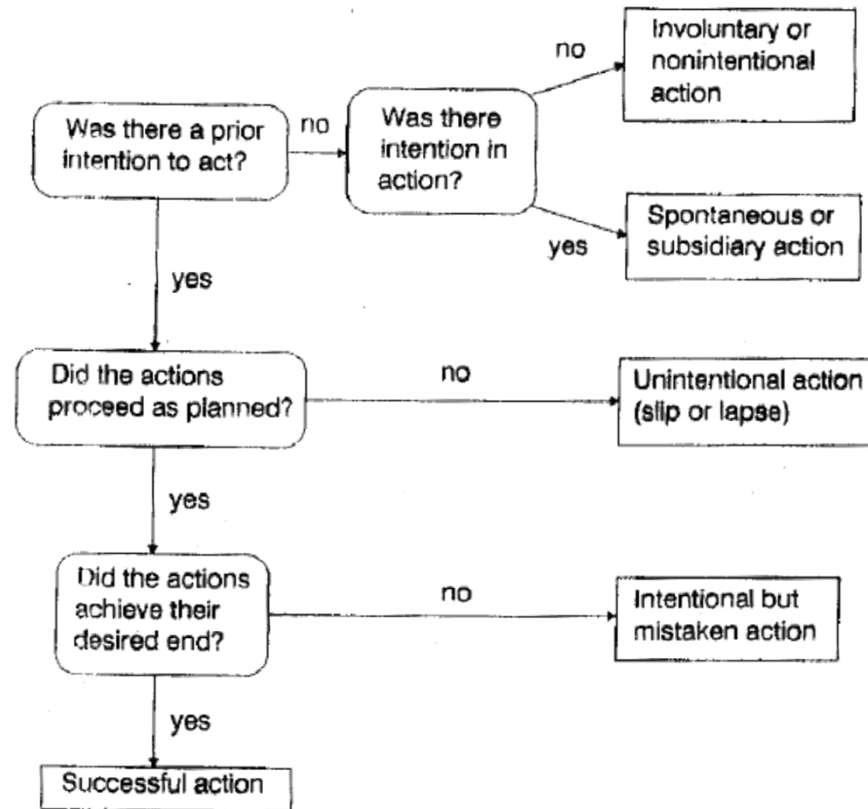 Involuntary or
nonintentional
action
no
Was there a prior
intention to act?
no
Was there
intention in
action?
yes
Spontaneous or
subsidiary action
yes
Did the actions
proceed as planned?
no
Unintentional action
(slip or lapse)
yes
Did the actions
achieve their
desired end?
no
Intentional but
mistaken action
yes
Successful action